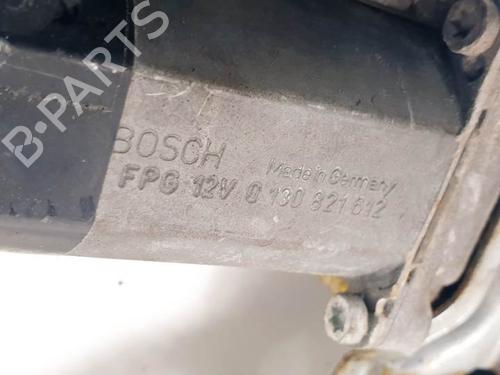 B-PARTS
BOSCH
Made in Germany
FPG 12V 0 130 821 612